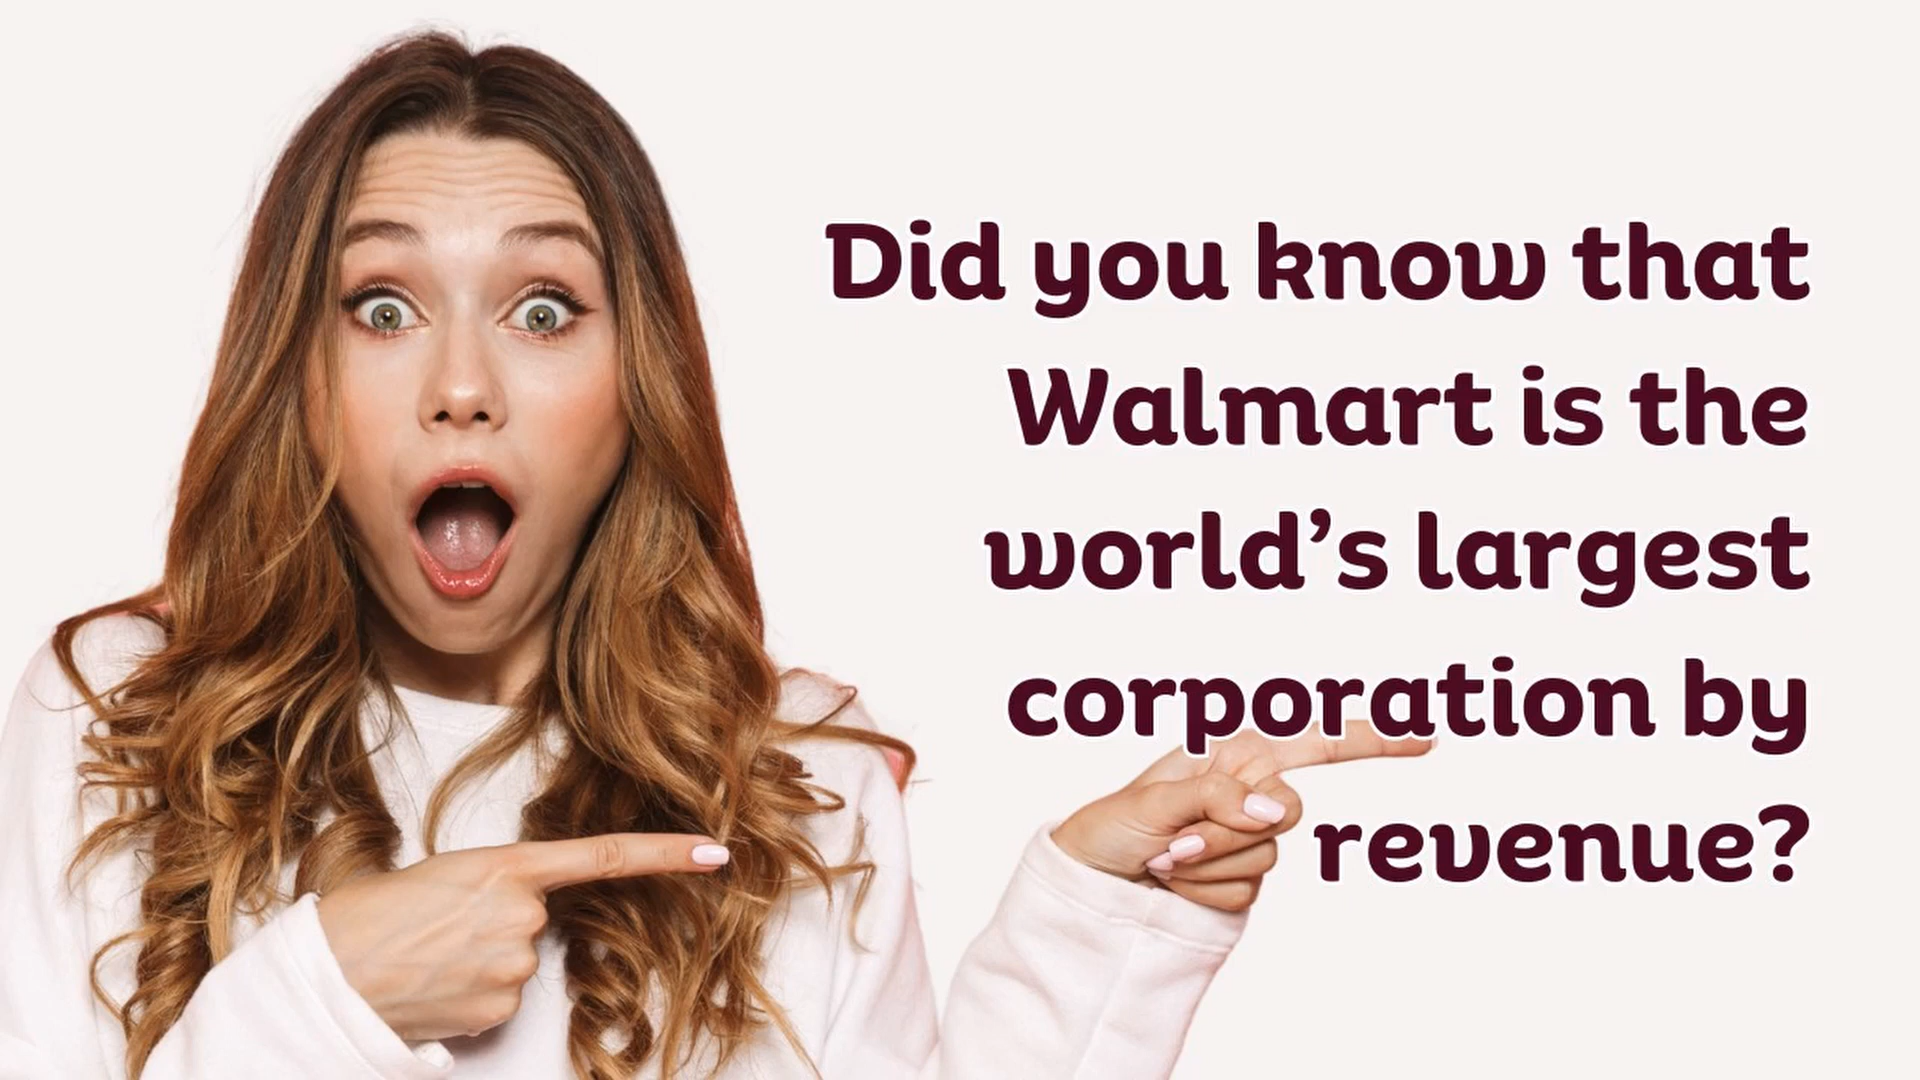 Did you know that
Walmart is the
world’s largest
corporation by
revenue?